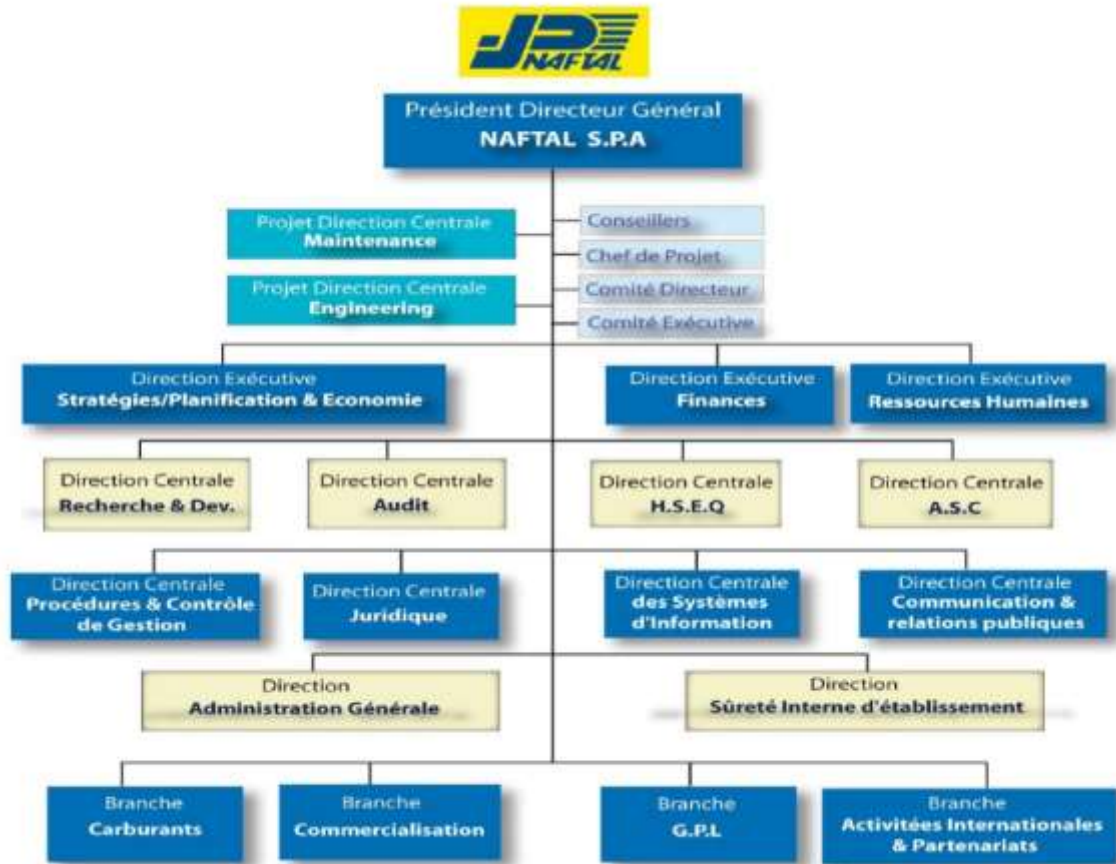 NAFTAL
Président Directeur Général
NAFTAL S.P.A
Projet Direction Centrale
Maintenance
Conseillers
Chef de Projet
Projet Direction Centrale
Engineering
Comité Directeur
Comité Exécutive
Direction Exécutive
Stratégies/Planification & Economie
Direction Exécutive
Finances
Direction Exécutive
Ressources Humaines
Direction Centrale
Recherche & Dev.
Direction Centrale
Audit
Direction Centrale
H.S.E.Q
Direction Centrale
A.S.C
Direction Centrale
Procédures & Contrôle
de Gestion
Direction Centrale
Juridique
Direction Centrale
des Systèmes
d'Information
Direction Centrale
Communication &
relations publiques
Direction
Administration Générale
Direction
Sûreté Interne d'établissement
Branche
Carburants
Branche
Commercialisation
Branche
G.P.L
Branche
Activitées Internationales
& Partenariats